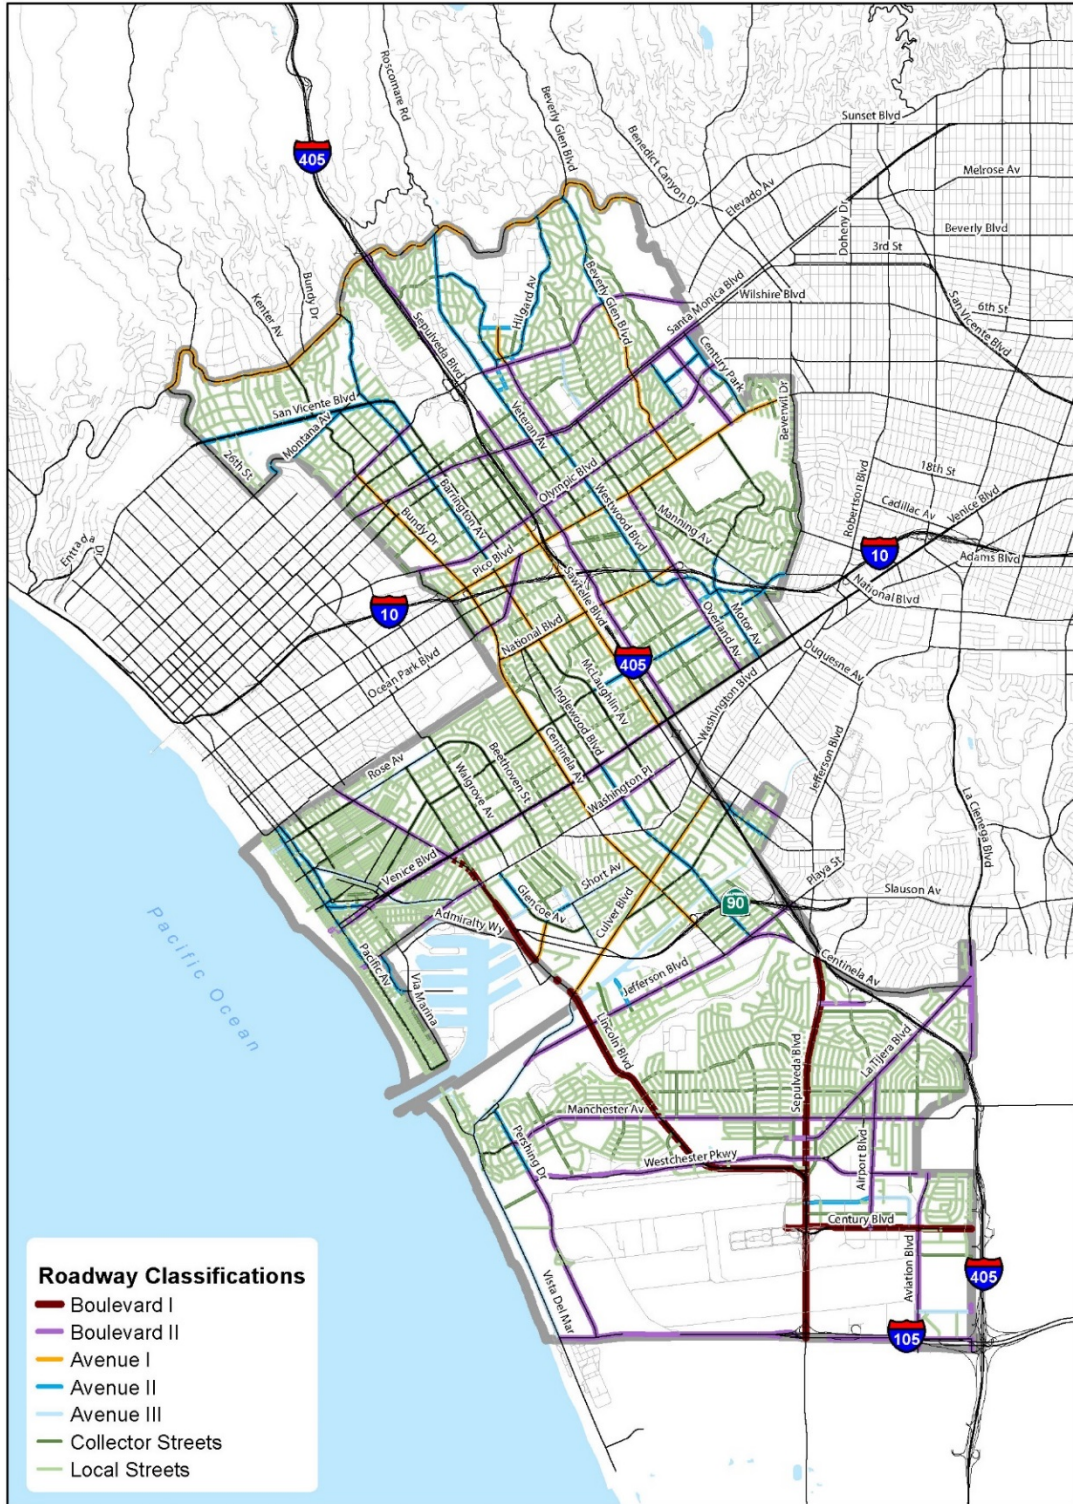 Roscomare Rd
Beverly Glen Blvd
Benedict Canyon Dr
Sunset Blvd
405
Elevado Av
Melrose Av
Doheny Dr
Beverly Blvd
3rd St
Bundy Dr
Kenter Av
Sepulveda Blvd
Hilgard Av
Beverly Glen Blvd
Santa Monica Blvd
Wilshire Blvd
6th St
San Vicente Blvd
Century Park
San Vicente Blvd
Montana Av
Veteran Av
Beverwil Dr
26th St
Olympic Blvd
18th St
Robertson Blvd
Cadillac Av
Venice Blvd
Barrington Av
Westwood Blvd
Manning Av
Bundy Dr
Entrada Dr
Pico Blvd
10
Adams Blvd
Sawtelle Blvd
National Blvd
10
Overland Av
Motor Av
National Blvd
Ocean Park Blvd
405
Duquesne Av
McLaughlin Av
Inglewood Blvd
Washington Blvd
Centinela Av
Rose Av
Beethoven St
Walgrove Av
Washington Pl
Jefferson Blvd
La Cienega Blvd
Venice Blvd
Short Av
Playa St
Glencoe Av
Slauson Av
Culver Blvd
90
Admiralty Wy
Pacific Ocean
Pacific Av
Via Marina
Jefferson Blvd
Centinela Av
Lincoln Blvd
Sepulveda Blvd
La Tijera Blvd
Manchester Av
Pershing Dr
Westchester Pkwy
Airport Blvd
Century Blvd
Aviation Blvd
405
Vista Del Mar
105
Roadway Classifications
Boulevard I
Boulevard II
Avenue I
Avenue II
Avenue III
Collector Streets
Local Streets